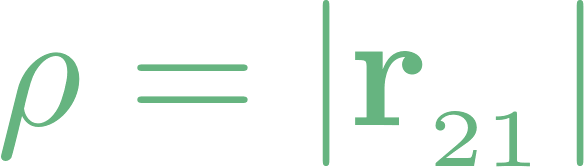 ρ = |𝐫₂₁|